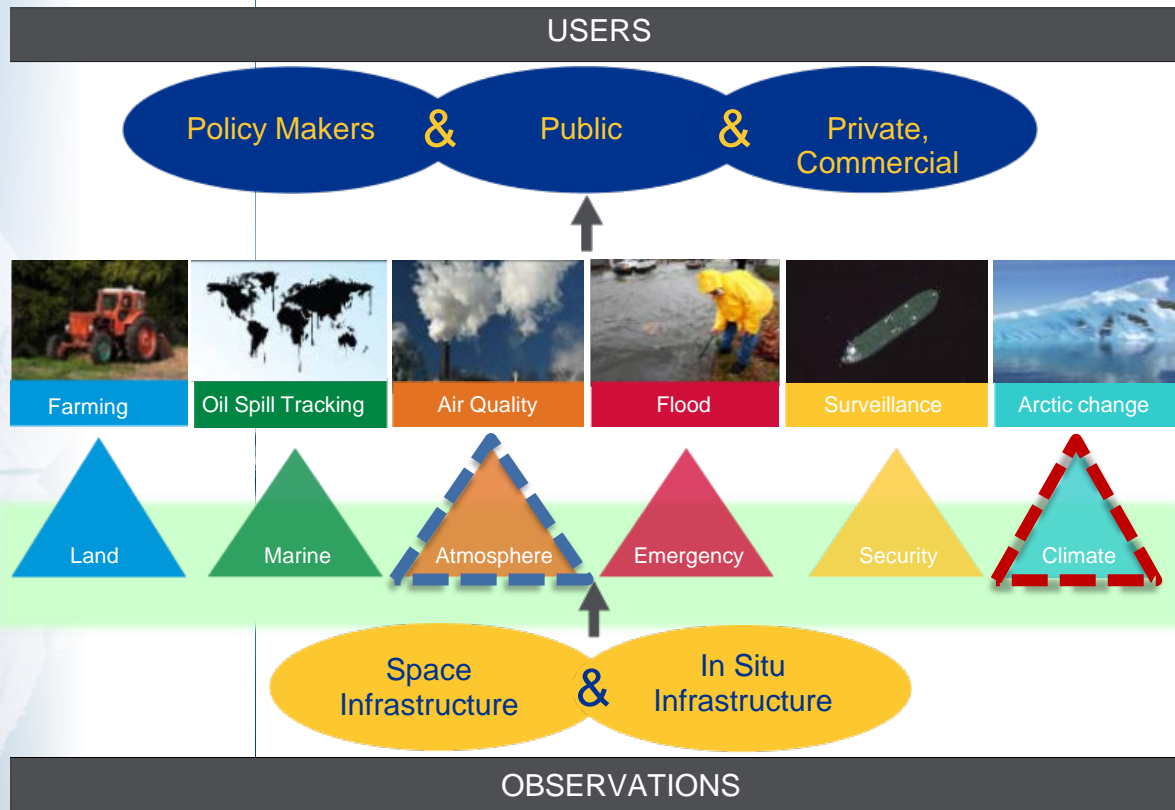 USERS
Policy Makers
&
Public
&
Private,
Commercial
Farming
Oil Spill Tracking
Air Quality
Flood
Surveillance
Arctic change
Land
Marine
Atmosphere
Emergency
Security
Climate
Space
Infrastructure
&
In Situ
Infrastructure
OBSERVATIONS